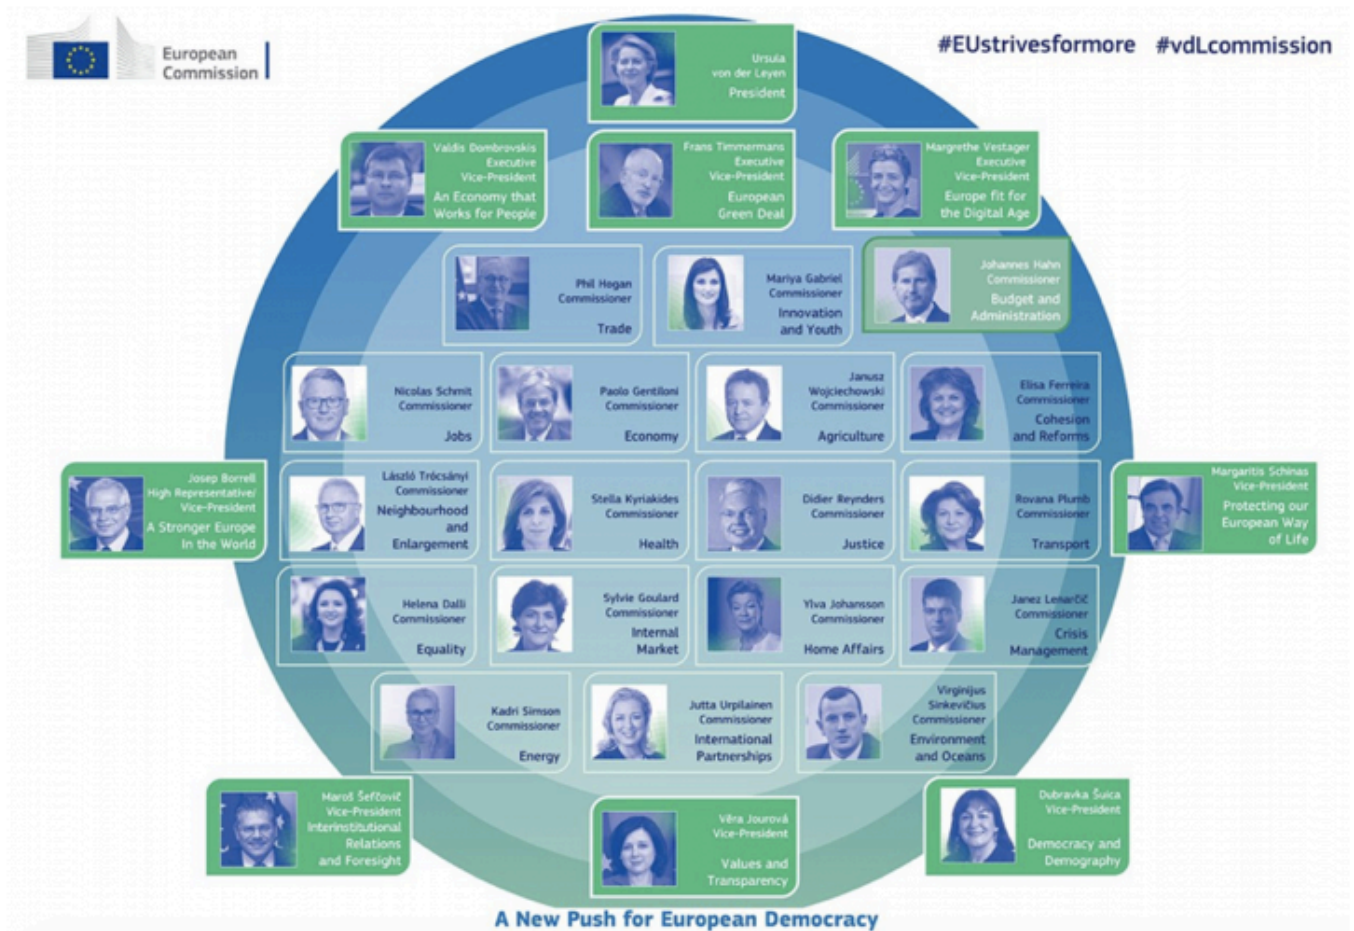 European
Commission
#EUstrivesformore #vdLcommission
Ursula
von der Leyen
President
Valdis Dombrovskis
Executive
Vice-President
An Economy that
Works for People
Frans Timmermans
Executive
Vice-President
European
Green Deal
Margrethe Vestager
Executive
Vice-President
Europe fit for
the Digital Age
Phil Hogan
Commissioner
Trade
Mariya Gabriel
Commissioner
Innovation
and Youth
Johannes Hahn
Commissioner
Budget and
Administration
Nicolas Schmit
Commissioner
Jobs
Paolo Gentiloni
Commissioner
Economy
Janusz
Wojciechowski
Commissioner
Agriculture
Elisa Ferreira
Commissioner
Cohesion
and Reforms
Josep Borrell
High Representative/
Vice-President
A Stronger Europe
In the World
László Trócsányi
Commissioner
Neighbourhood
and
Enlargement
Stella Kyriakides
Commissioner
Health
Didier Reynders
Commissioner
Justice
Rovana Plumb
Commissioner
Transport
Margaritis Schinas
Vice-President
Protecting our
European Way
of Life
Helena Dalli
Commissioner
Equality
Sylvie Goulard
Commissioner
Internal
Market
Ylva Johansson
Commissioner
Home Affairs
Janez Lenarčič
Commissioner
Crisis
Management
Kadri Simson
Commissioner
Energy
Jutta Urpilainen
Commissioner
International
Partnerships
Virginijus
Sinkevičius
Commissioner
Environment
and Oceans
Maroš Šefčovič
Vice-President
Interinstitutional
Relations
and Foresight
Věra Jourová
Vice-President
Values and
Transparency
Dubravka Šuica
Vice-President
Democracy and
Demography
A New Push for European Democracy